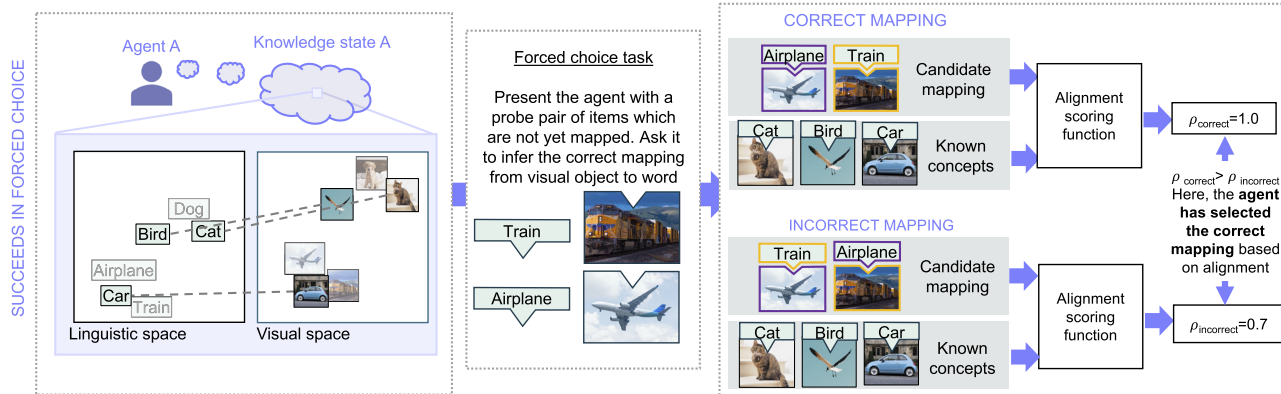 SUCCEEDS IN FORCED CHOICE
Agent A
Knowledge state A
Dog
Bird
Cat
Airplane
Car
Train
Linguistic space
Visual space
Forced choice task
Present the agent with a
probe pair of items which
are not yet mapped. Ask it
to infer the correct mapping
from visual object to word
Train
Airplane
CORRECT MAPPING
Airplane
Train
Candidate
mapping
Cat
Bird
Car
Known
concepts
Alignment
scoring
function
ρcorrect=1.0
INCORRECT MAPPING
Train
Airplane
Candidate
mapping
Cat
Bird
Car
Known
concepts
Alignment
scoring
function
ρ correct> ρ incorrect
Here, the agent
has selected
the correct
mapping based
on alignment
ρincorrect=0.7